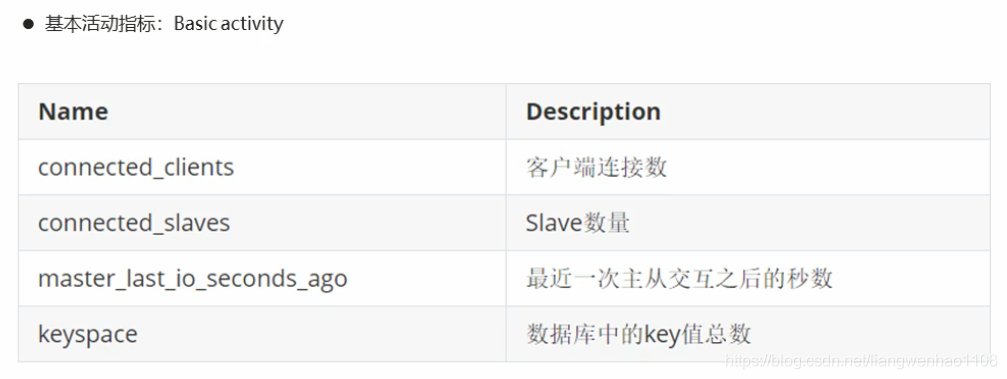 ● 基本活动指标：Basic activity
Name Description
connected_clients 客户端连接数
connected_slaves Slave数量
master_last_io_seconds_ago 最近一次主从交互之后的秒数
keyspace 数据库中的key值总数
https://blog.csdn.net/liangwenhao1108